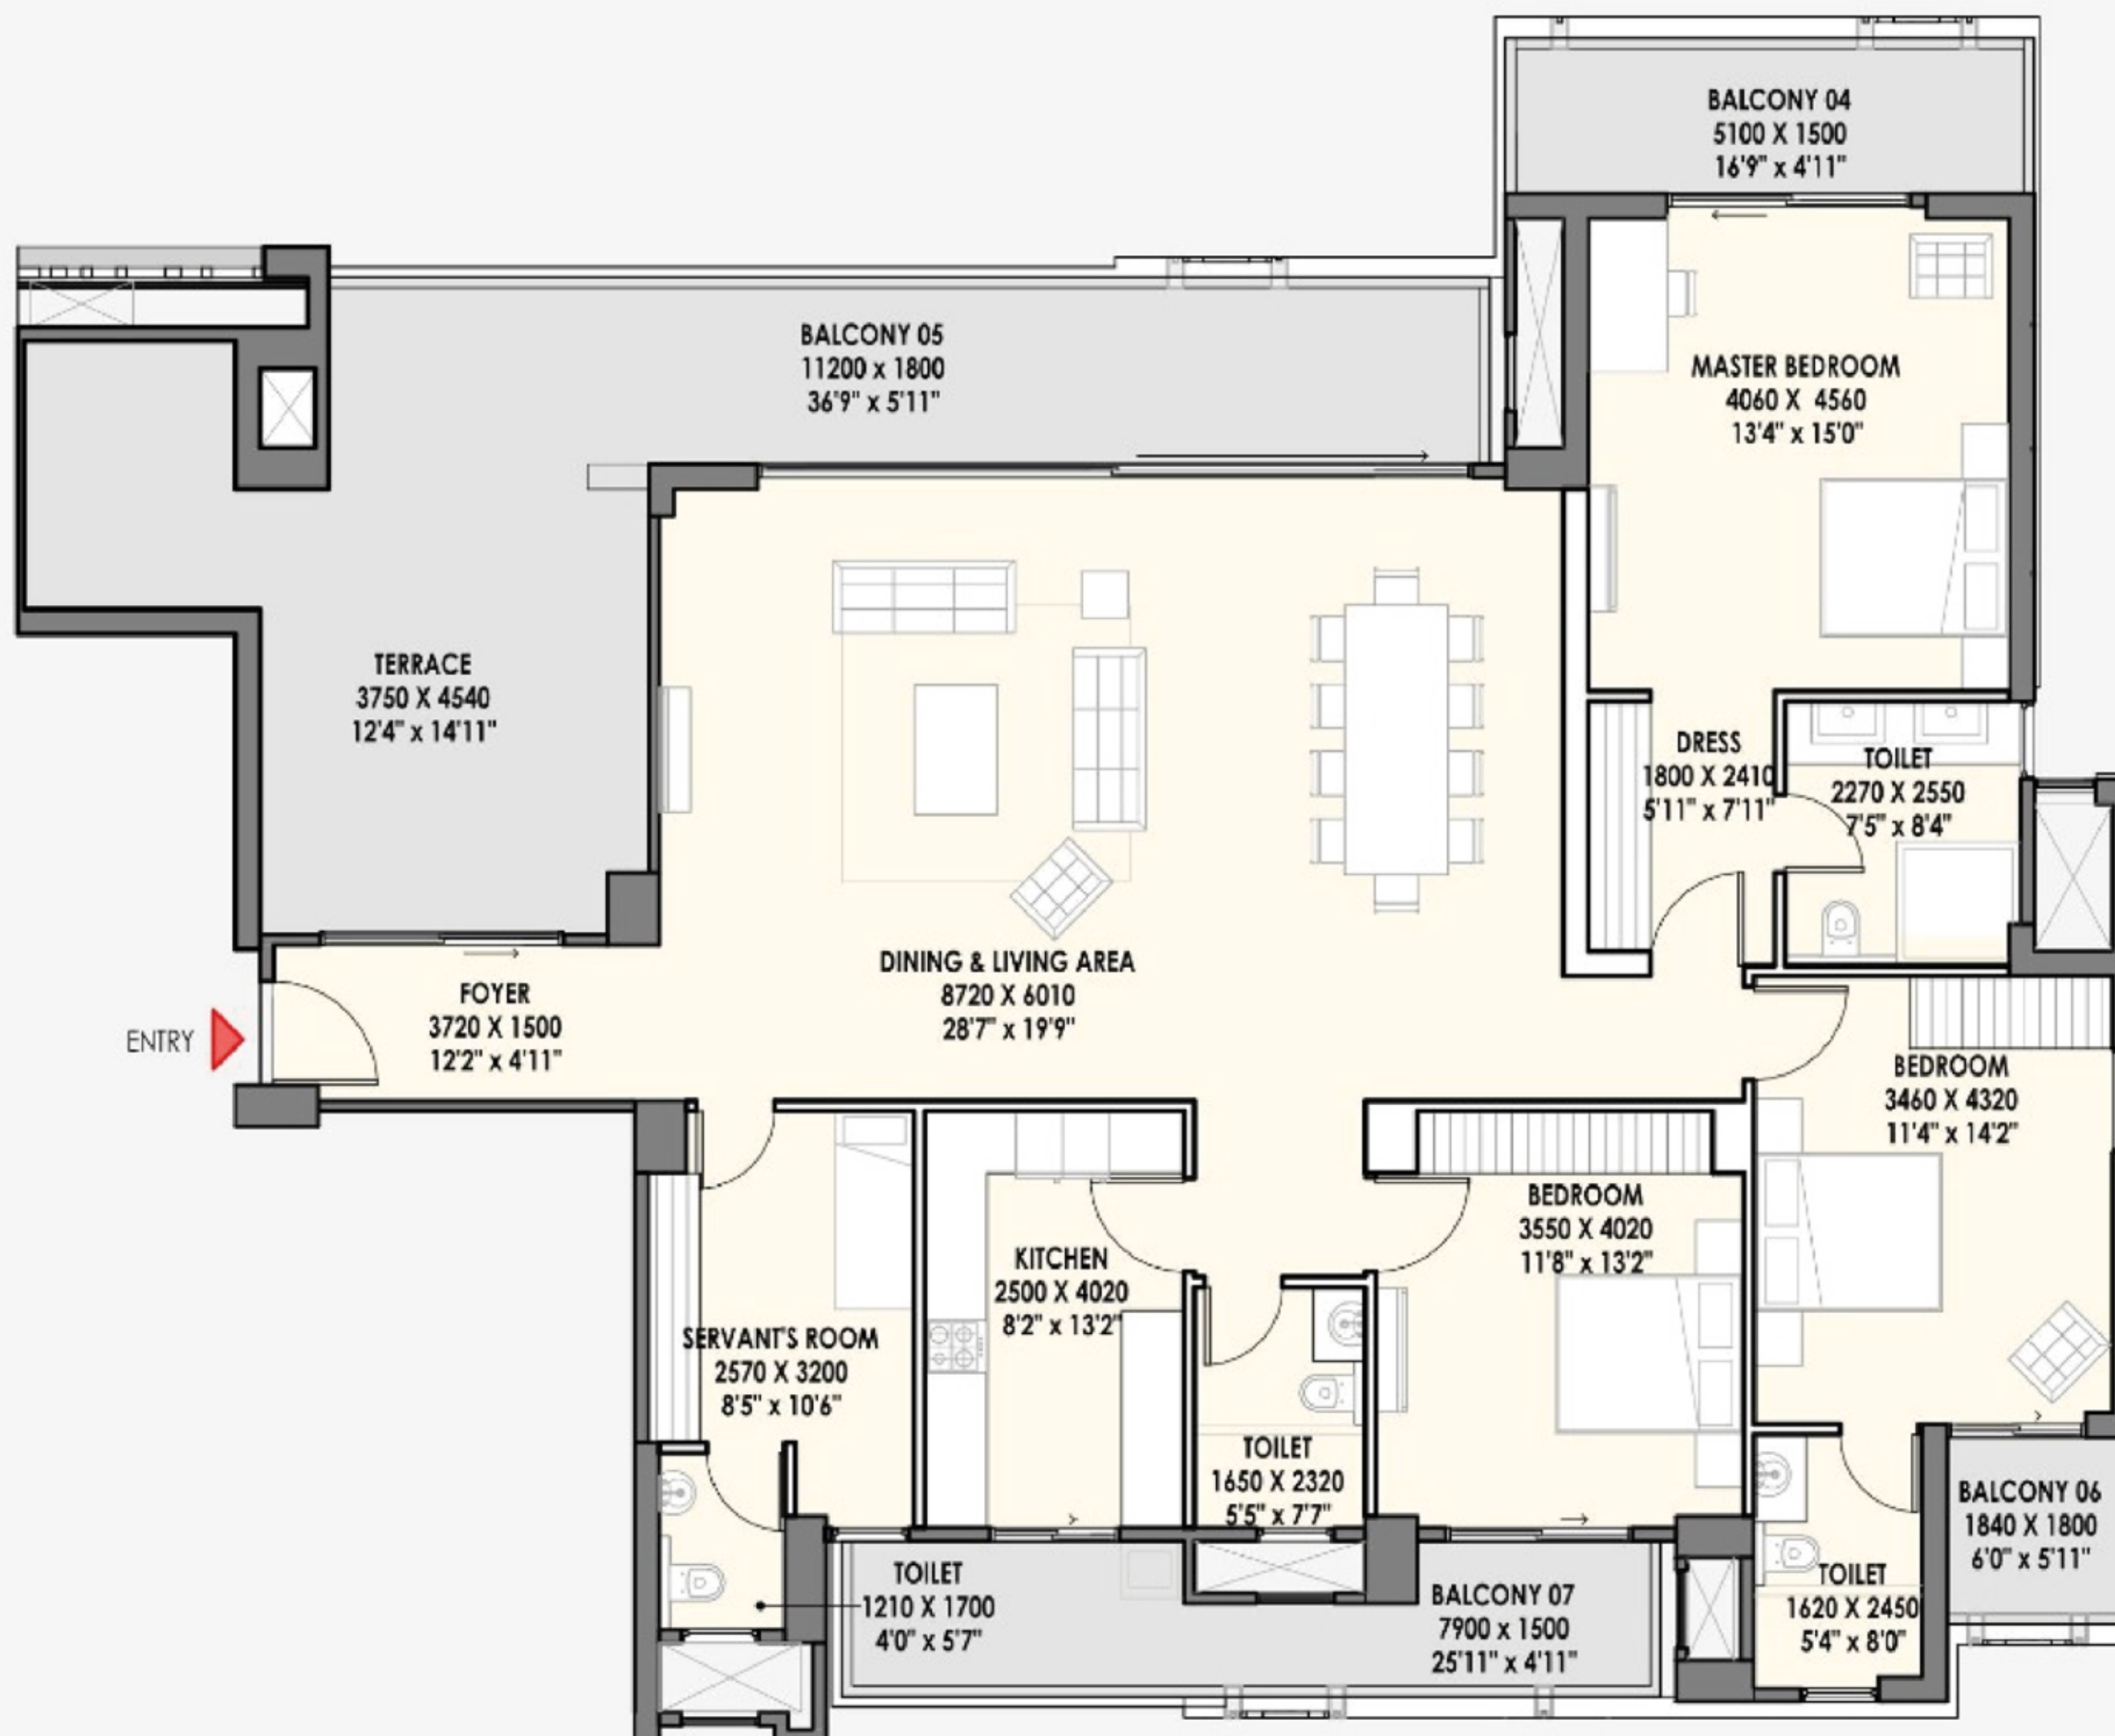 BALCONY 04
5100 X 1500
16'9" x 4'11"
BALCONY 05
11200 x 1800
36'9" x 5'11"
MASTER BEDROOM
4060 X 4560
13'4" x 15'0"
TERRACE
3750 X 4540
12'4" x 14'11"
DRESS
1800 X 2410
5'11" x 7'11"
TOILET
2270 X 2550
7'5" x 8'4"
DINING & LIVING AREA
8720 X 6010
28'7" x 19'9"
FOYER
3720 X 1500
12'2" x 4'11"
ENTRY
BEDROOM
3460 X 4320
11'4" x 14'2"
BEDROOM
3550 X 4020
11'8" x 13'2"
KITCHEN
2500 X 4020
8'2" x 13'2"
SERVANT'S ROOM
2570 X 3200
8'5" x 10'6"
TOILET
1650 X 2320
5'5" x 7'7"
BALCONY 06
1840 X 1800
6'0" x 5'11"
TOILET
1210 X 1700
4'0" x 5'7"
BALCONY 07
7900 x 1500
25'11" x 4'11"
TOILET
1620 X 2450
5'4" x 8'0"